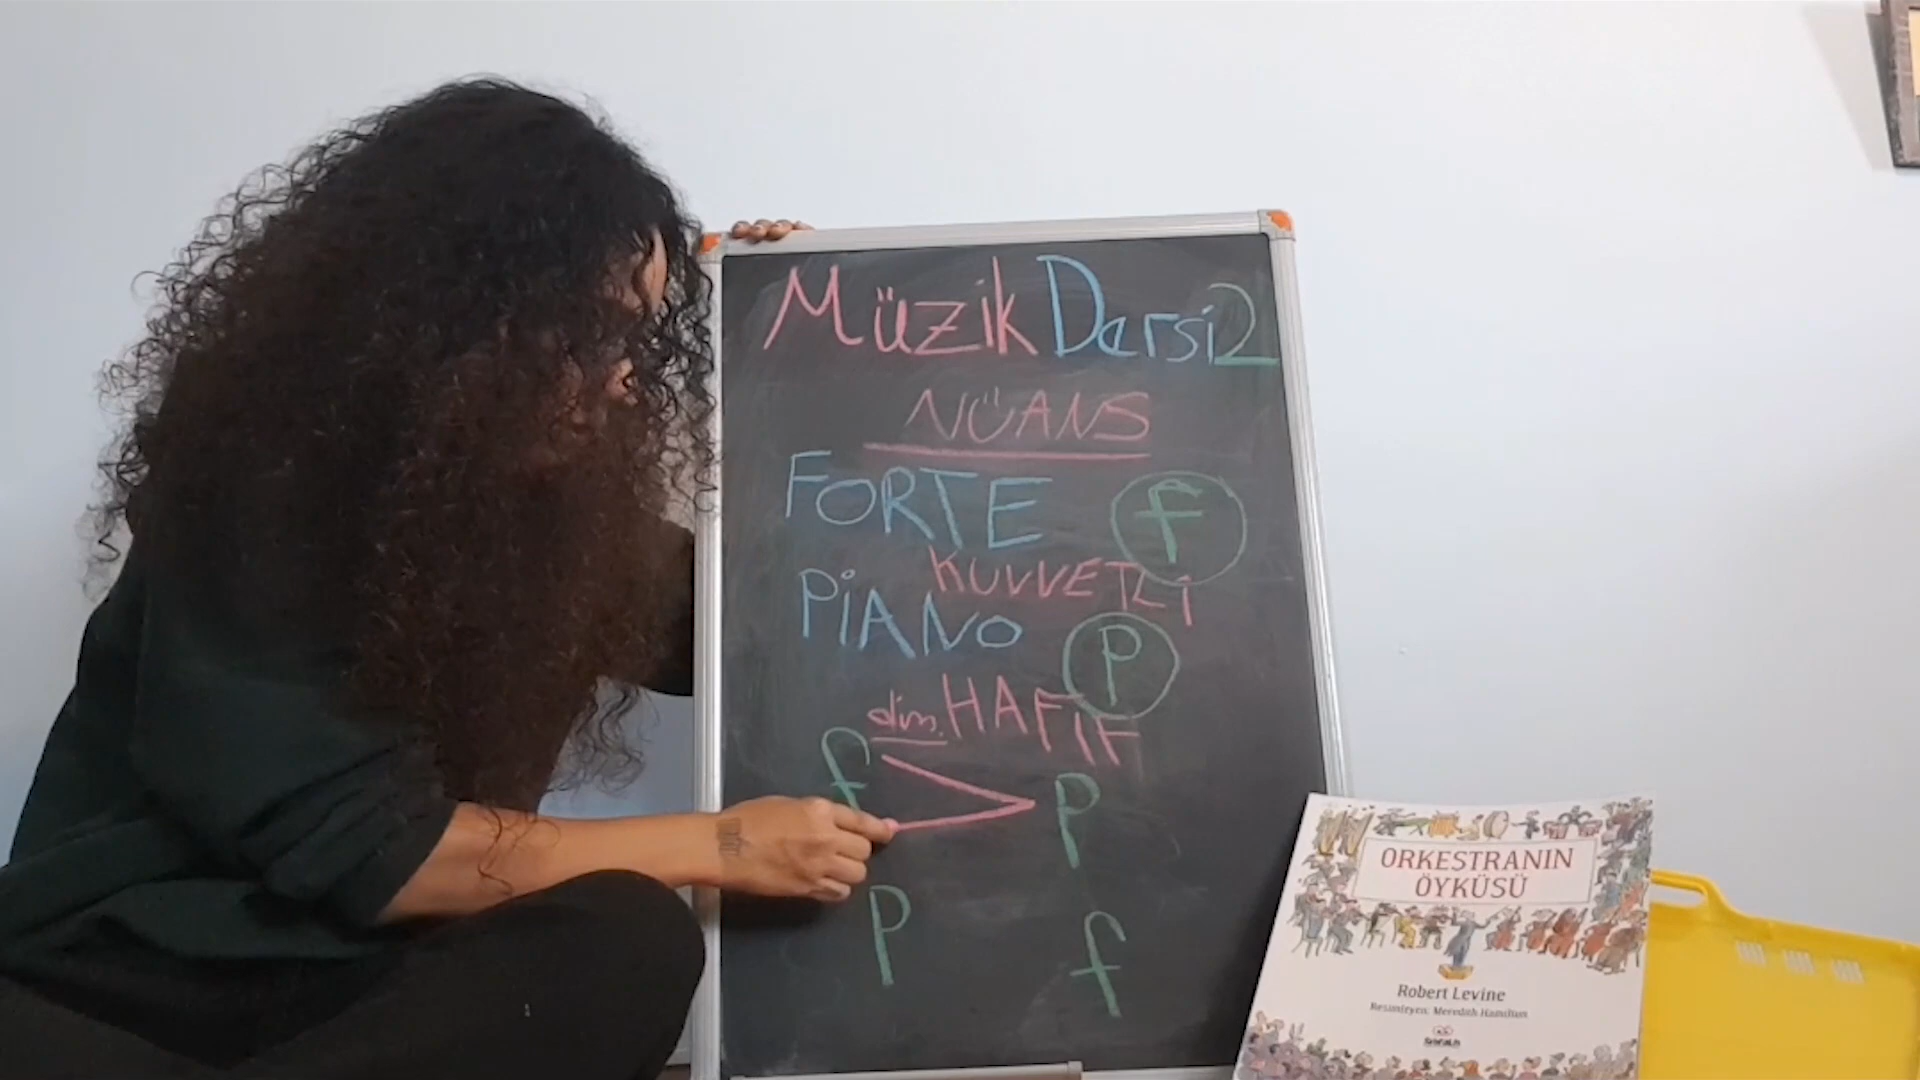 Müzik Dersi 2
NÜANS
FORTE f
KUVVETLİ
PİANO p
dim. HAFİF
f > p
p f
ORKESTRANIN
ÖYKÜSÜ
Robert Levine
Resimleyen: Meredith Hamilton